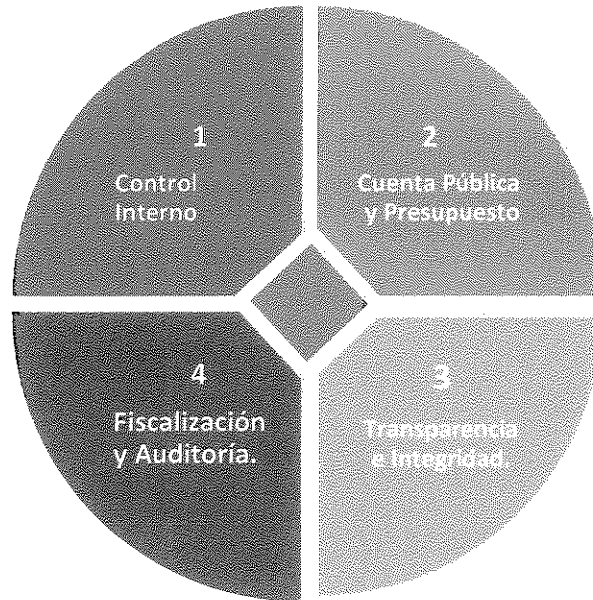 1
Control
Interno
2
Cuenta Pública
y Presupuesto
3
Transparencia
e Integridad.
4
Fiscalización
y Auditoría.